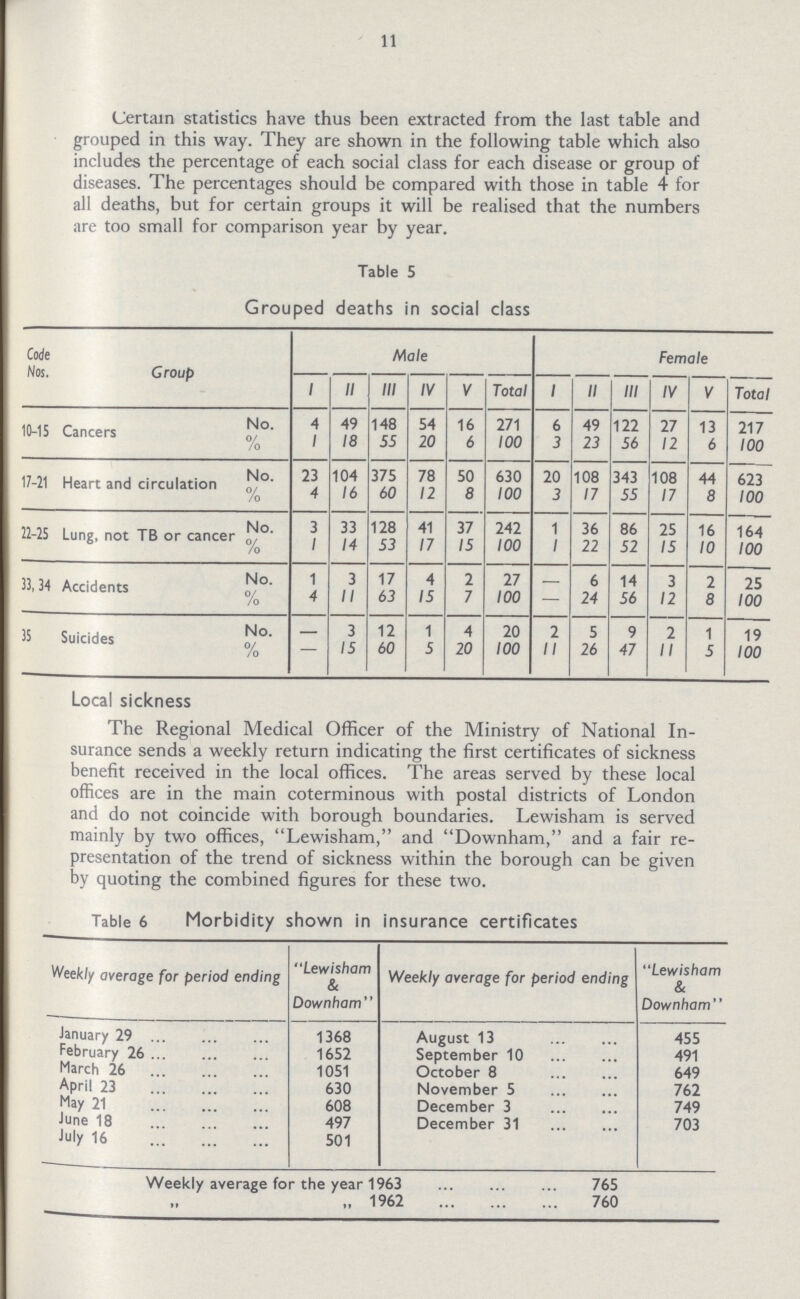 11
Certain statistics have thus been extracted from the last table and
grouped in this way. They are shown in the following table which also
includes the percentage of each social class for each disease or group of
diseases. The percentages should be compared with those in table 4 for
all deaths, but for certain groups it will be realised that the numbers
are too small for comparison year by year.
Table 5
Grouped deaths in social class
Code Nos. Group Male Female
I II III IV V Total I II III IV V Total
10-15 Cancers No. 4 49 148 54 16 271 6 49 122 27 13 217
% 1 18 55 20 6 100 3 23 56 12 6 100
17-21 Heart and circulation No. 23 104 375 78 50 630 20 108 343 108 44 623
% 4 16 60 12 8 100 3 17 55 17 8 100
22-25 Lung, not TB or cancer No. 3 33 128 41 37 242 1 36 86 25 16 164
% 1 14 53 17 15 100 1 22 52 15 10 100
33, 34 Accidents No. 1 3 17 4 2 27 — 6 14 3 2 25
% 4 11 63 15 7 100 — 24 56 12 8 100
35 Suicides No. — 3 12 1 4 20 2 5 9 2 1 19
% — 15 60 5 20 100 11 26 47 11 5 100
Local sickness
The Regional Medical Officer of the Ministry of National In-
surance sends a weekly return indicating the first certificates of sickness
benefit received in the local offices. The areas served by these local
offices are in the main coterminous with postal districts of London
and do not coincide with borough boundaries. Lewisham is served
mainly by two offices, "Lewisham," and "Downham," and a fair re-
presentation of the trend of sickness within the borough can be given
by quoting the combined figures for these two.
Table 6 Morbidity shown in insurance certificates
Weekly average for period ending "Lewisham & Downham" Weekly average for period ending "Lewisham & Downham"
January 29 ... ... ... 1368 August 13 ... ... 455
February 26 ... ... ... 1652 September 10 ... ... 491
March 26 ... ... ... 1051 October 8 ... ... 649
April 23 ... ... ... 630 November 5 ... ... 762
May 21 ... ... ... 608 December 3 ... ... 749
June 18 ... ... ... 497 December 31 ... ... 703
July 16 ... ... ... 501
Weekly average for the year 1963 ... ... ... 765
,, ,, 1962 ... ... ... 760